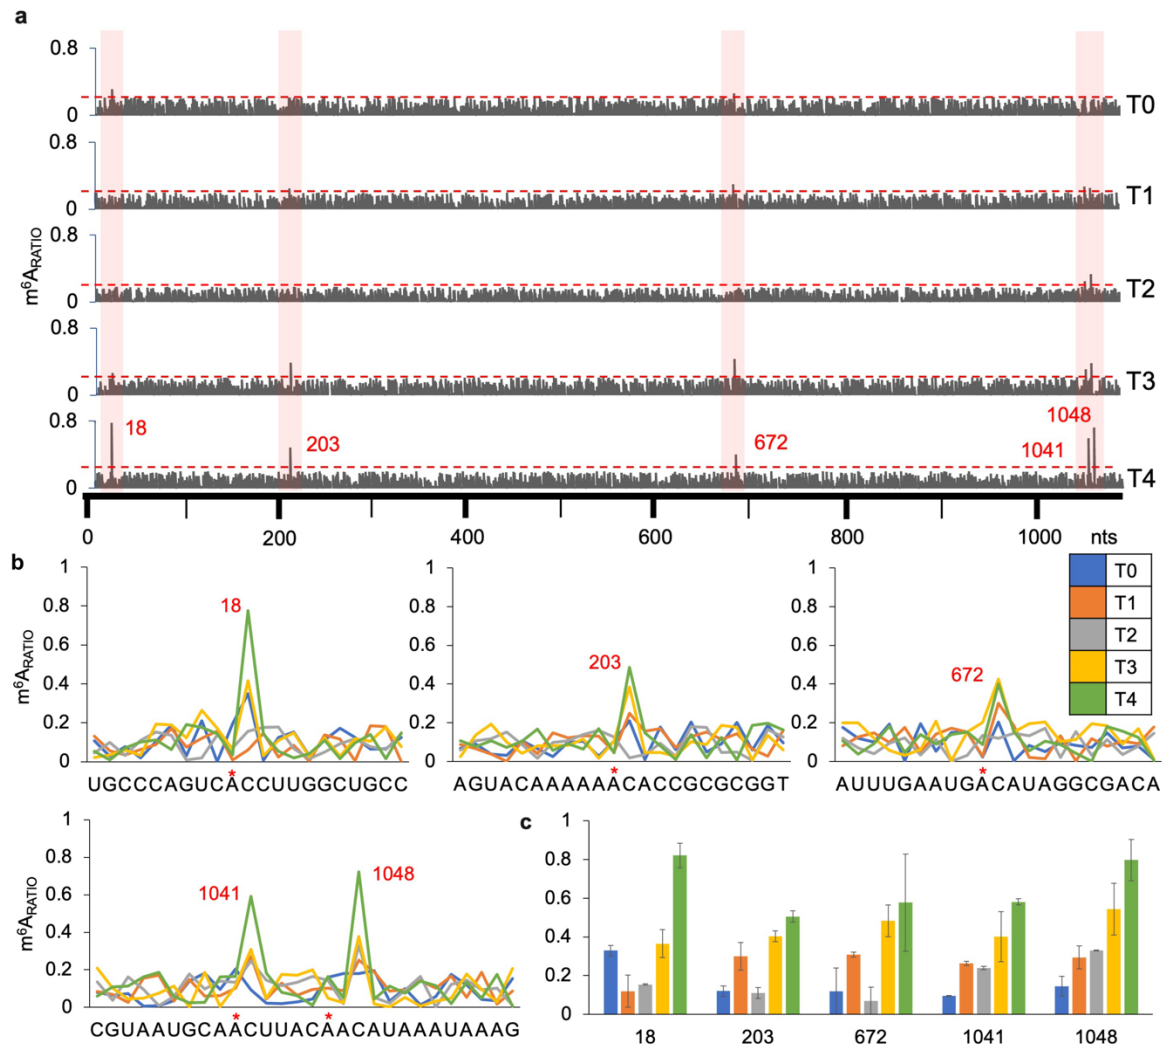 a
0.8
0
T0
0.8
0
T1
0.8
0
T2
0.8
0
T3
0.8
0
T4
m⁶A_RATIO
18
203
672
1041
1048
0 200 400 600 800 1000 nts
b
1
0.8
0.6
0.4
0.2
0
m⁶A_RATIO
18
*
UGCCCAGUCACCUUGGCUGCC
1
0.8
0.6
0.4
0.2
0
203
*
AGUACAAAAAACACCGCGCGGT
1
0.8
0.6
0.4
0.2
0
672
*
AUUUGAAUGACAUAGGCGACA
T0
T1
T2
T3
T4
1
0.8
0.6
0.4
0.2
0
m⁶A_RATIO
1041
1048
* *
CGUAAUGCAACUUACAACAUAAAUAAAG
c
1
0.8
0.6
0.4
0.2
0
18 203 672 1041 1048